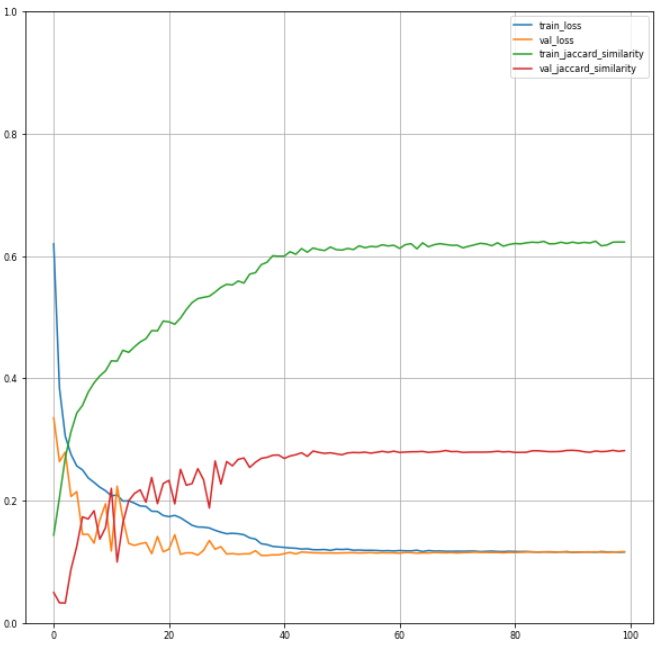 1.0
train_loss
val_loss
train_jaccard_similarity
val_jaccard_similarity
0.8
0.6
0.4
0.2
0.0
0 20 40 60 80 100